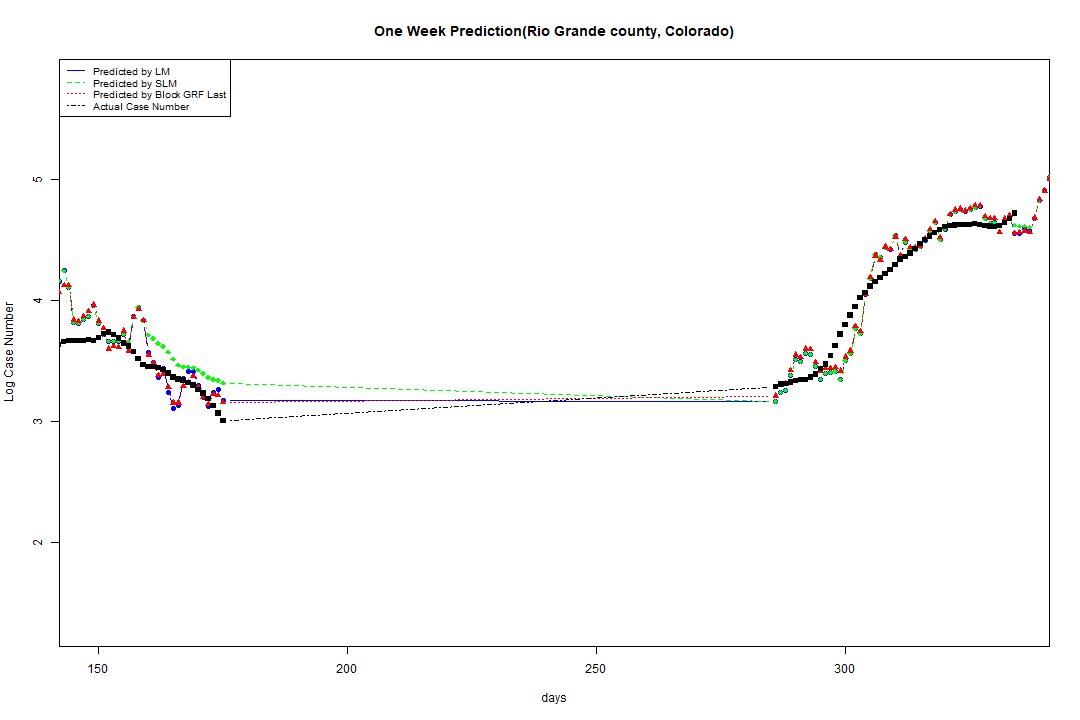 One Week Prediction(Rio Grande county, Colorado)
Predicted by LM
Predicted by SLM
Predicted by Block GRF Last
Actual Case Number
Log Case Number
5
4
3
2
150 200 250 300
days